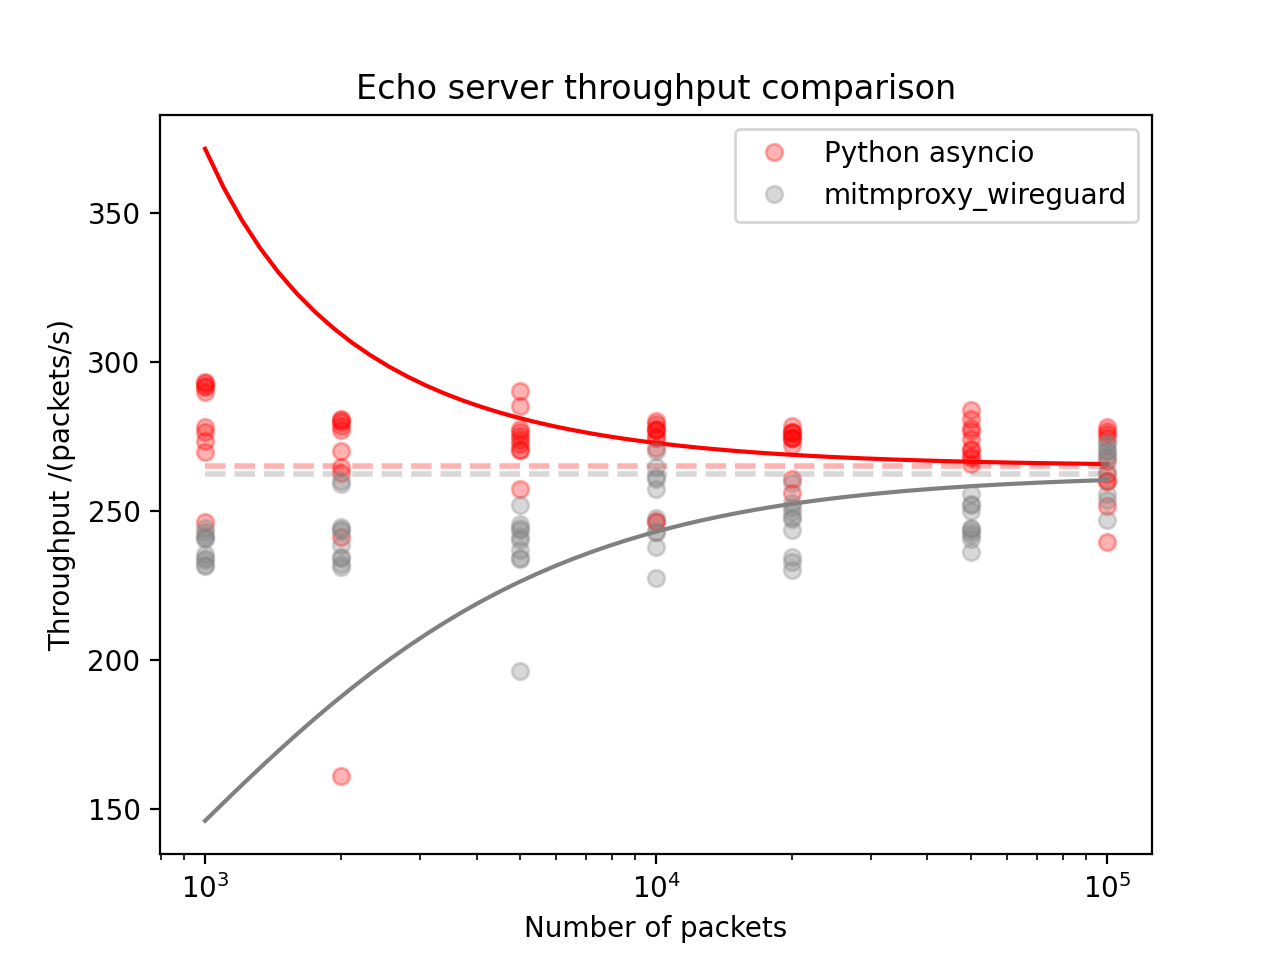 Echo server throughput comparison
Python asyncio
mitmproxy_wireguard
Throughput /(packets/s)
350
300
250
200
150
10³
10⁴
10⁵
Number of packets